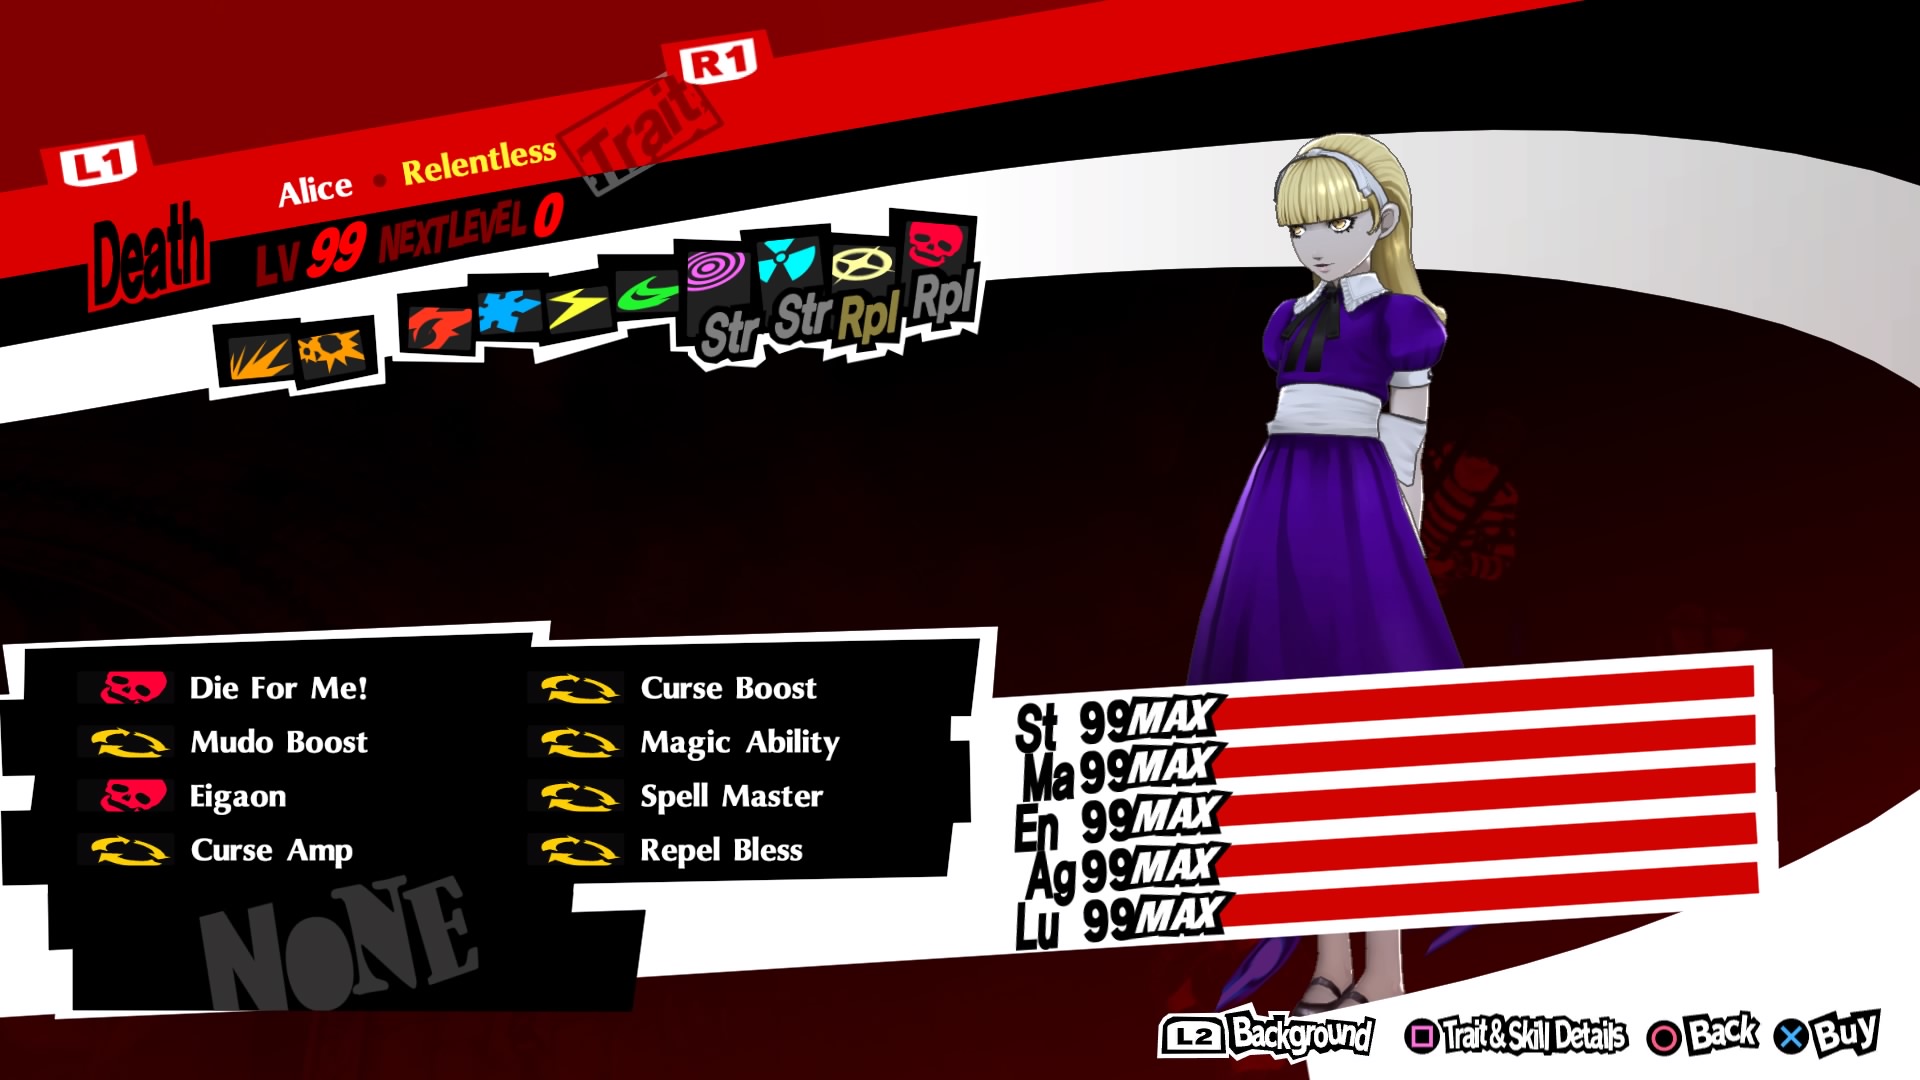 R1
L1
Alice • Relentless Trait
Death LV 99 NEXT LEVEL 0
Str Str Rpl Rpl
Die For Me! Curse Boost
Mudo Boost Magic Ability
Eigaon Spell Master
Curse Amp Repel Bless
NONE
St 99MAX
Ma 99MAX
En 99MAX
Ag 99MAX
Lu 99MAX
L2 Background Trait & Skill Details Back Buy